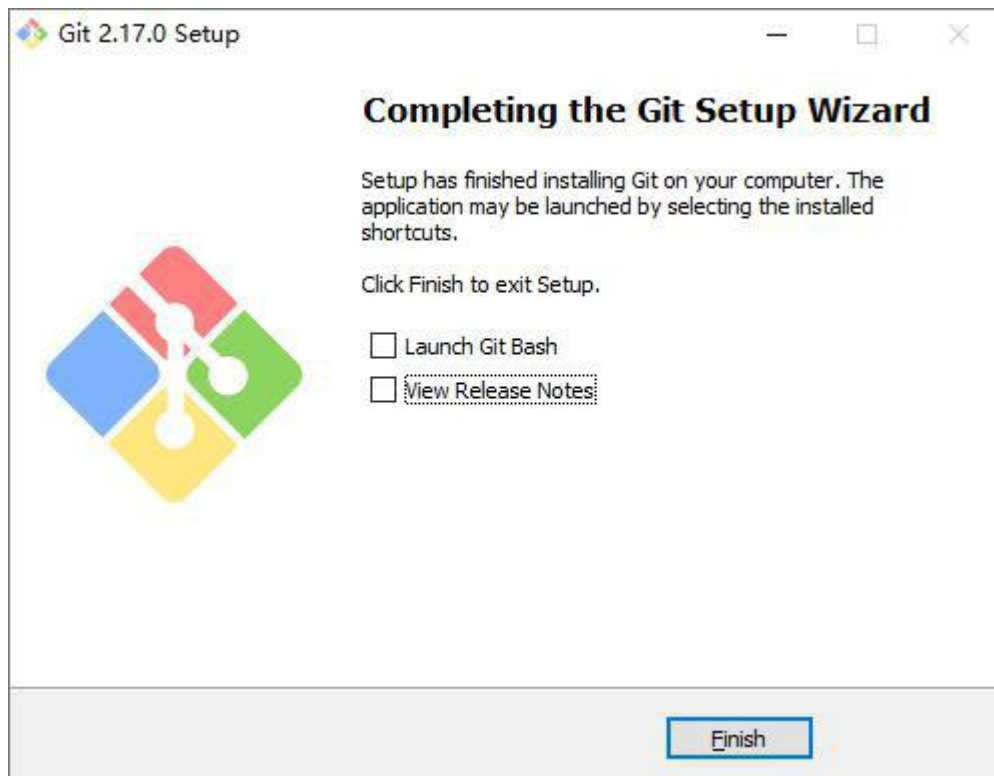 Git 2.17.0 Setup
Completing the Git Setup Wizard
Setup has finished installing Git on your computer. The
application may be launched by selecting the installed
shortcuts.
Click Finish to exit Setup.
Launch Git Bash
View Release Notes
Finish